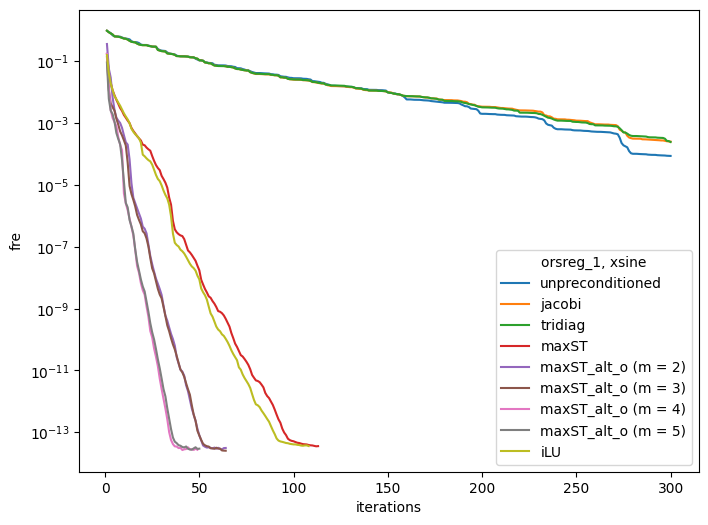 fre
10^{-1}
10^{-3}
10^{-5}
10^{-7}
10^{-9}
10^{-11}
10^{-13}
0 50 100 150 200 250 300
iterations
orsreg_1, xsine
unpreconditioned
jacobi
tridiag
maxST
maxST_alt_o (m = 2)
maxST_alt_o (m = 3)
maxST_alt_o (m = 4)
maxST_alt_o (m = 5)
iLU